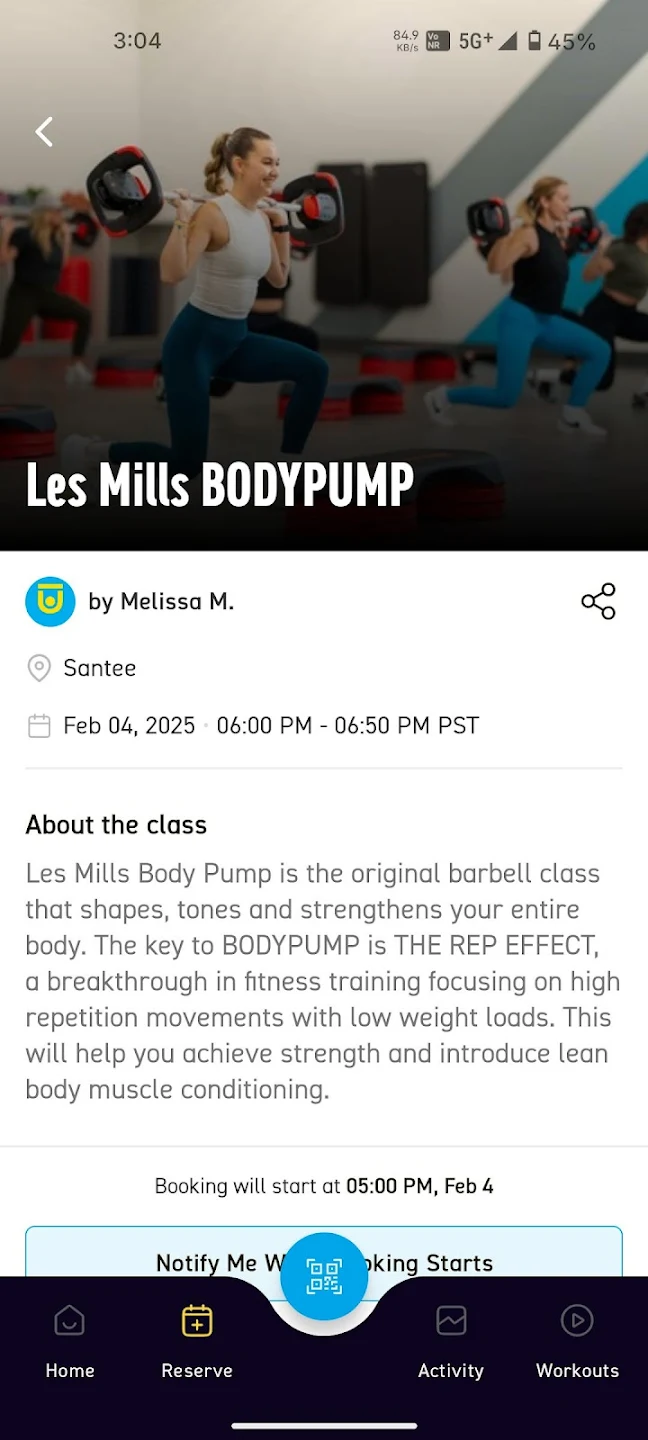 3:04
84.9
KB/s
Vo
NR
5G+
45%
Les Mills BODYPUMP
by Melissa M.
Santee
Feb 04, 2025 · 06:00 PM - 06:50 PM PST
About the class
Les Mills Body Pump is the original barbell class
that shapes, tones and strengthens your entire
body. The key to BODYPUMP is THE REP EFFECT,
a breakthrough in fitness training focusing on high
repetition movements with low weight loads. This
will help you achieve strength and introduce lean
body muscle conditioning.
Booking will start at 05:00 PM, Feb 4
Notify Me W oking Starts
Home
Reserve
Activity
Workouts